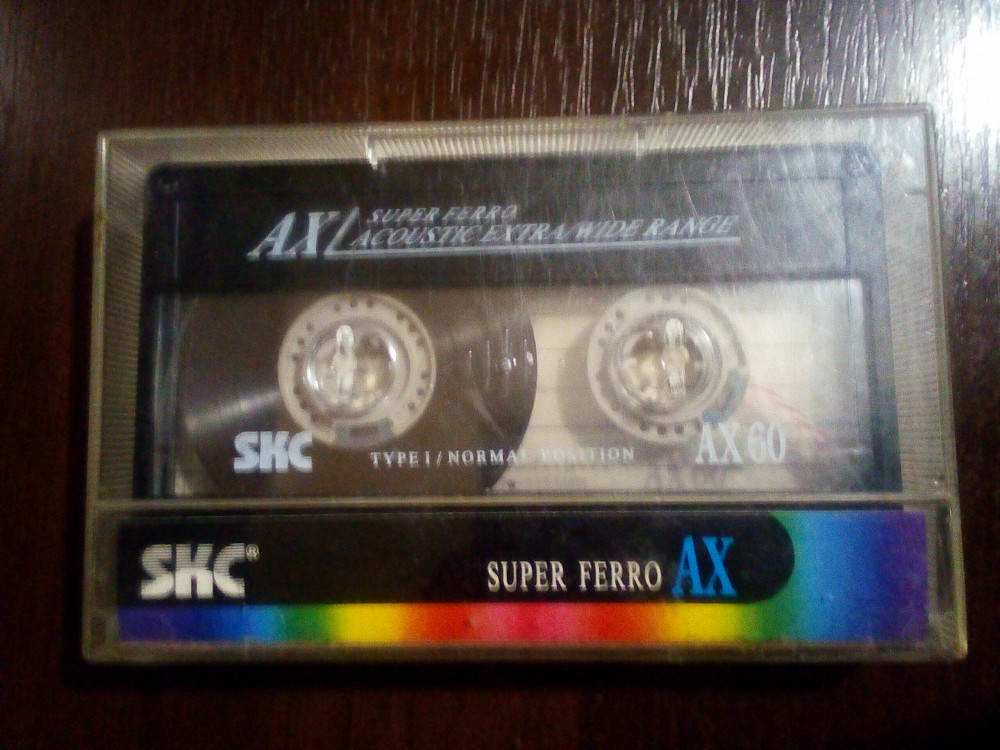 AX/ SUPER FERRO
ACOUSTIC EXTRA/WIDE RANGE
SKC
TYPE I / NORMAL POSITION
AX 60
SKC®
SUPER FERRO AX